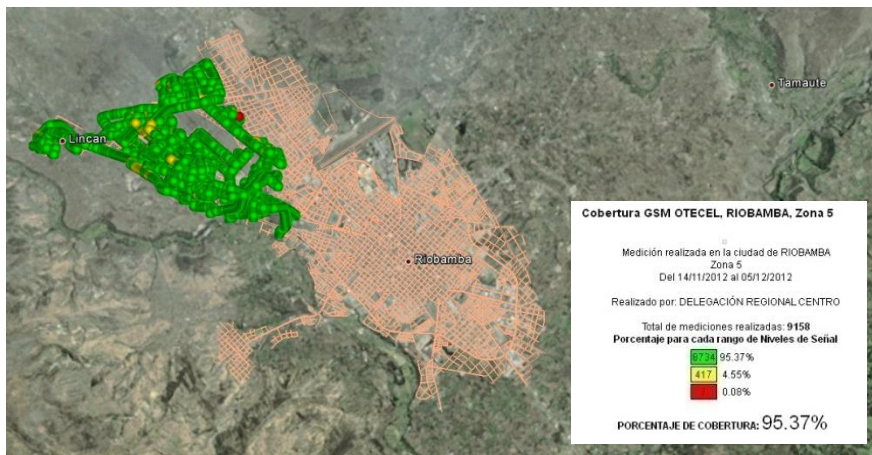 Tamaute
Lincan
Riobamba
Cobertura GSM OTECEL, RIOBAMBA, Zona 5
Medición realizada en la ciudad de RIOBAMBA
Zona 5
Del 14/11/2012 al 05/12/2012
Realizado por: DELEGACIÓN REGIONAL CENTRO
Total de mediciones realizadas: 9158
Porcentaje para cada rango de Niveles de Señal
8734 95.37%
417 4.55%
0.08%
PORCENTAJE DE COBERTURA: 95.37%